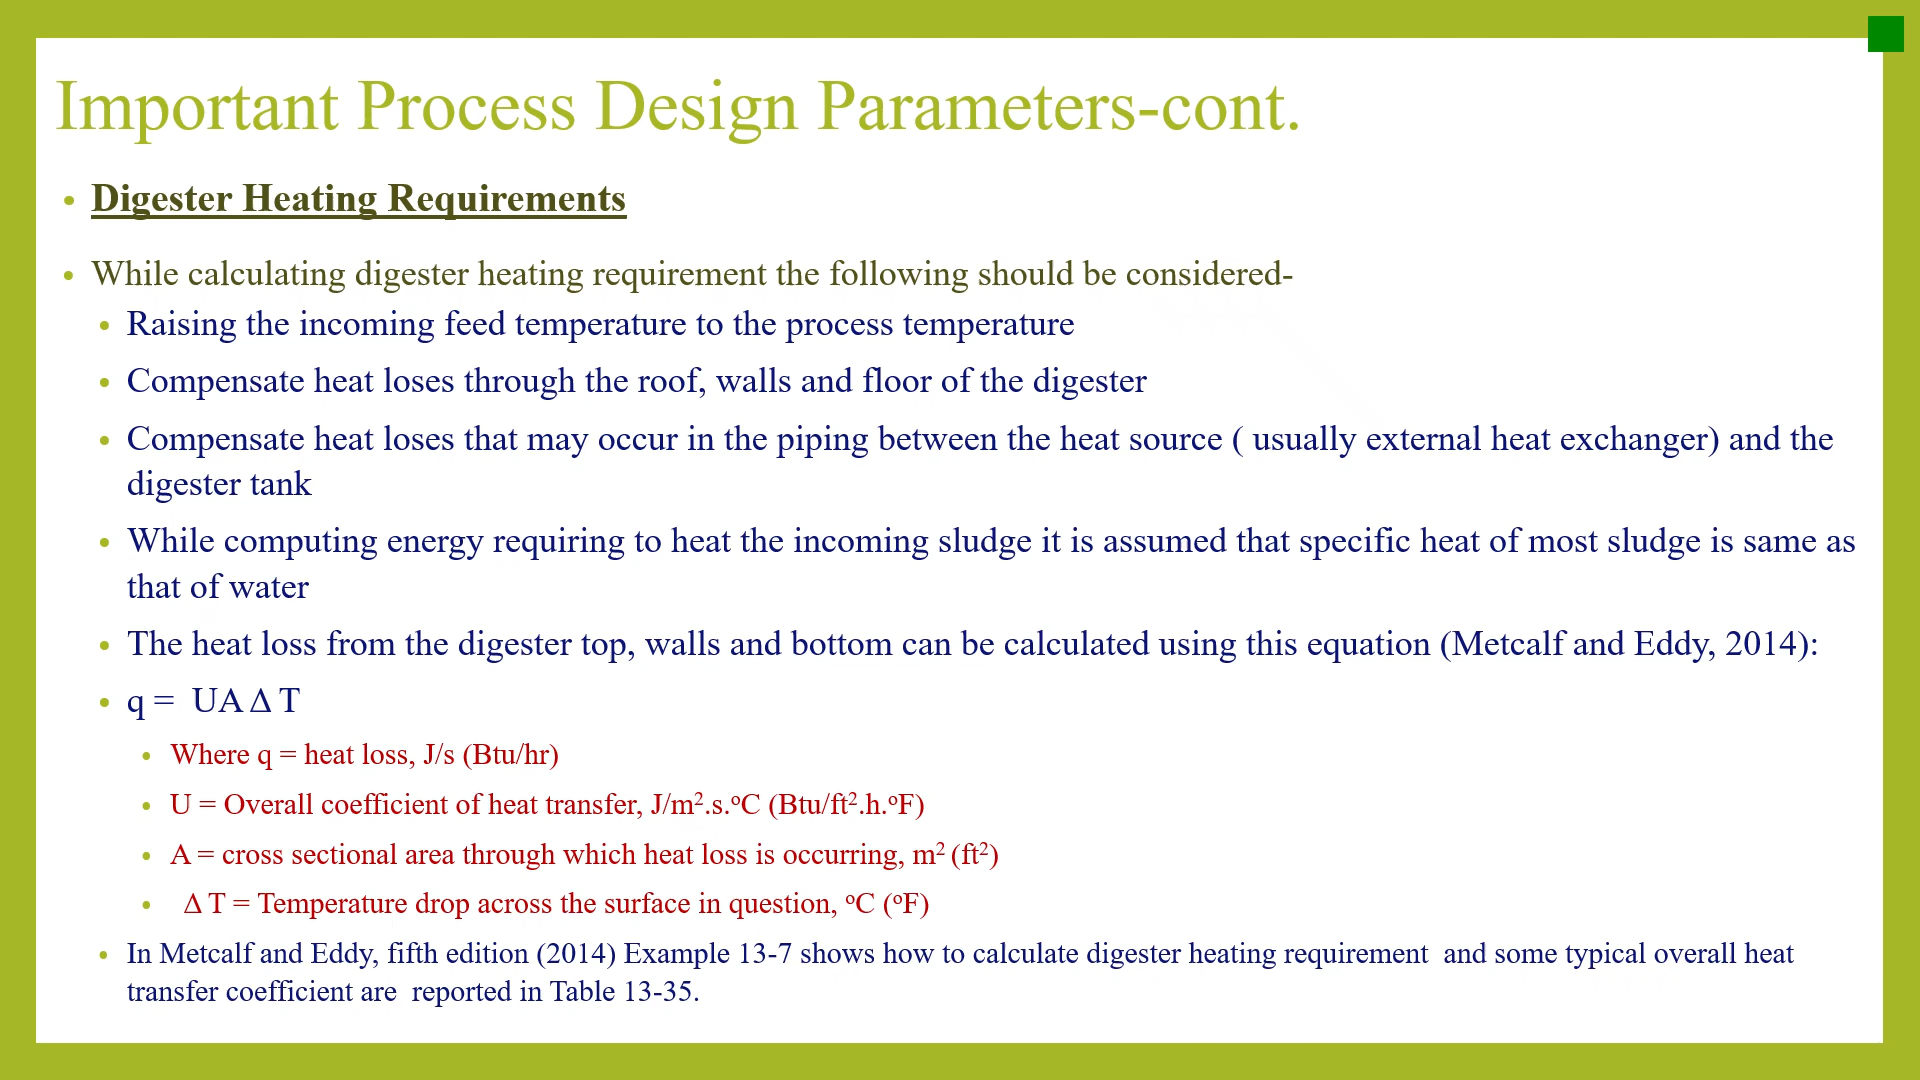 Important Process Design Parameters-cont.
• Digester Heating Requirements
• While calculating digester heating requirement the following should be considered-
• Raising the incoming feed temperature to the process temperature
• Compensate heat loses through the roof, walls and floor of the digester
• Compensate heat loses that may occur in the piping between the heat source ( usually external heat exchanger) and the
digester tank
• While computing energy requiring to heat the incoming sludge it is assumed that specific heat of most sludge is same as
that of water
• The heat loss from the digester top, walls and bottom can be calculated using this equation (Metcalf and Eddy, 2014):
• q = UA Δ T
• Where q = heat loss, J/s (Btu/hr)
• U = Overall coefficient of heat transfer, J/m².s.ᵒC (Btu/ft².h.ᵒF)
• A = cross sectional area through which heat loss is occurring, m² (ft²)
• Δ T = Temperature drop across the surface in question, ᵒC (ᵒF)
• In Metcalf and Eddy, fifth edition (2014) Example 13-7 shows how to calculate digester heating requirement and some typical overall heat
transfer coefficient are reported in Table 13-35.